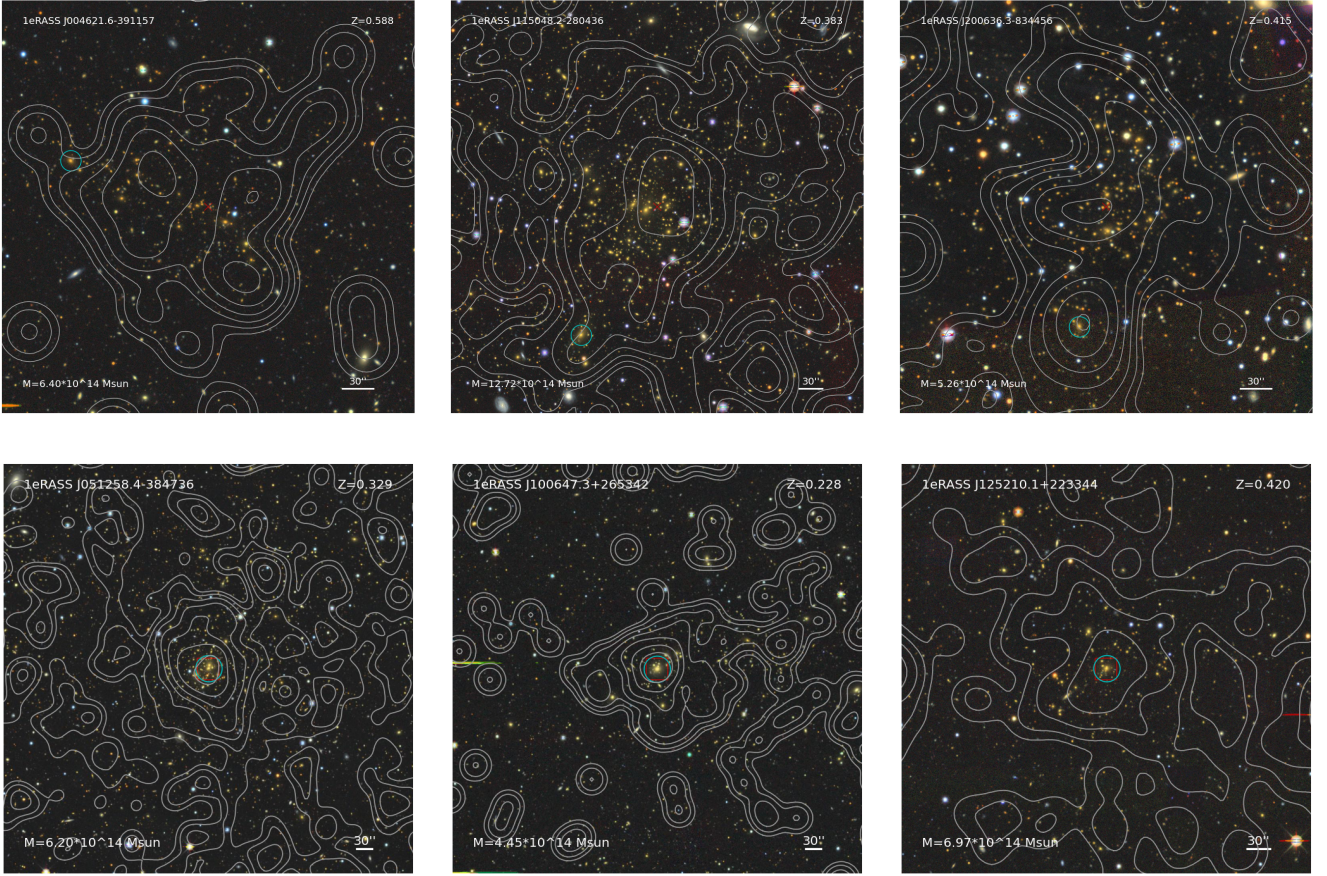 1eRASS J004621.6-391157 Z=0.588
M=6.40*10^14 Msun 30''
1eRASS J115048.2-280436 Z=0.383
M=12.72*10^14 Msun 30''
1eRASS J200636.3-834456 Z=0.415
M=5.26*10^14 Msun 30''
1eRASS J051258.4-384736 Z=0.329
M=6.20*10^14 Msun 30''
1eRASS J100647.3+265342 Z=0.228
M=4.45*10^14 Msun 30''
1eRASS J125210.1+223344 Z=0.420
M=6.97*10^14 Msun 30''